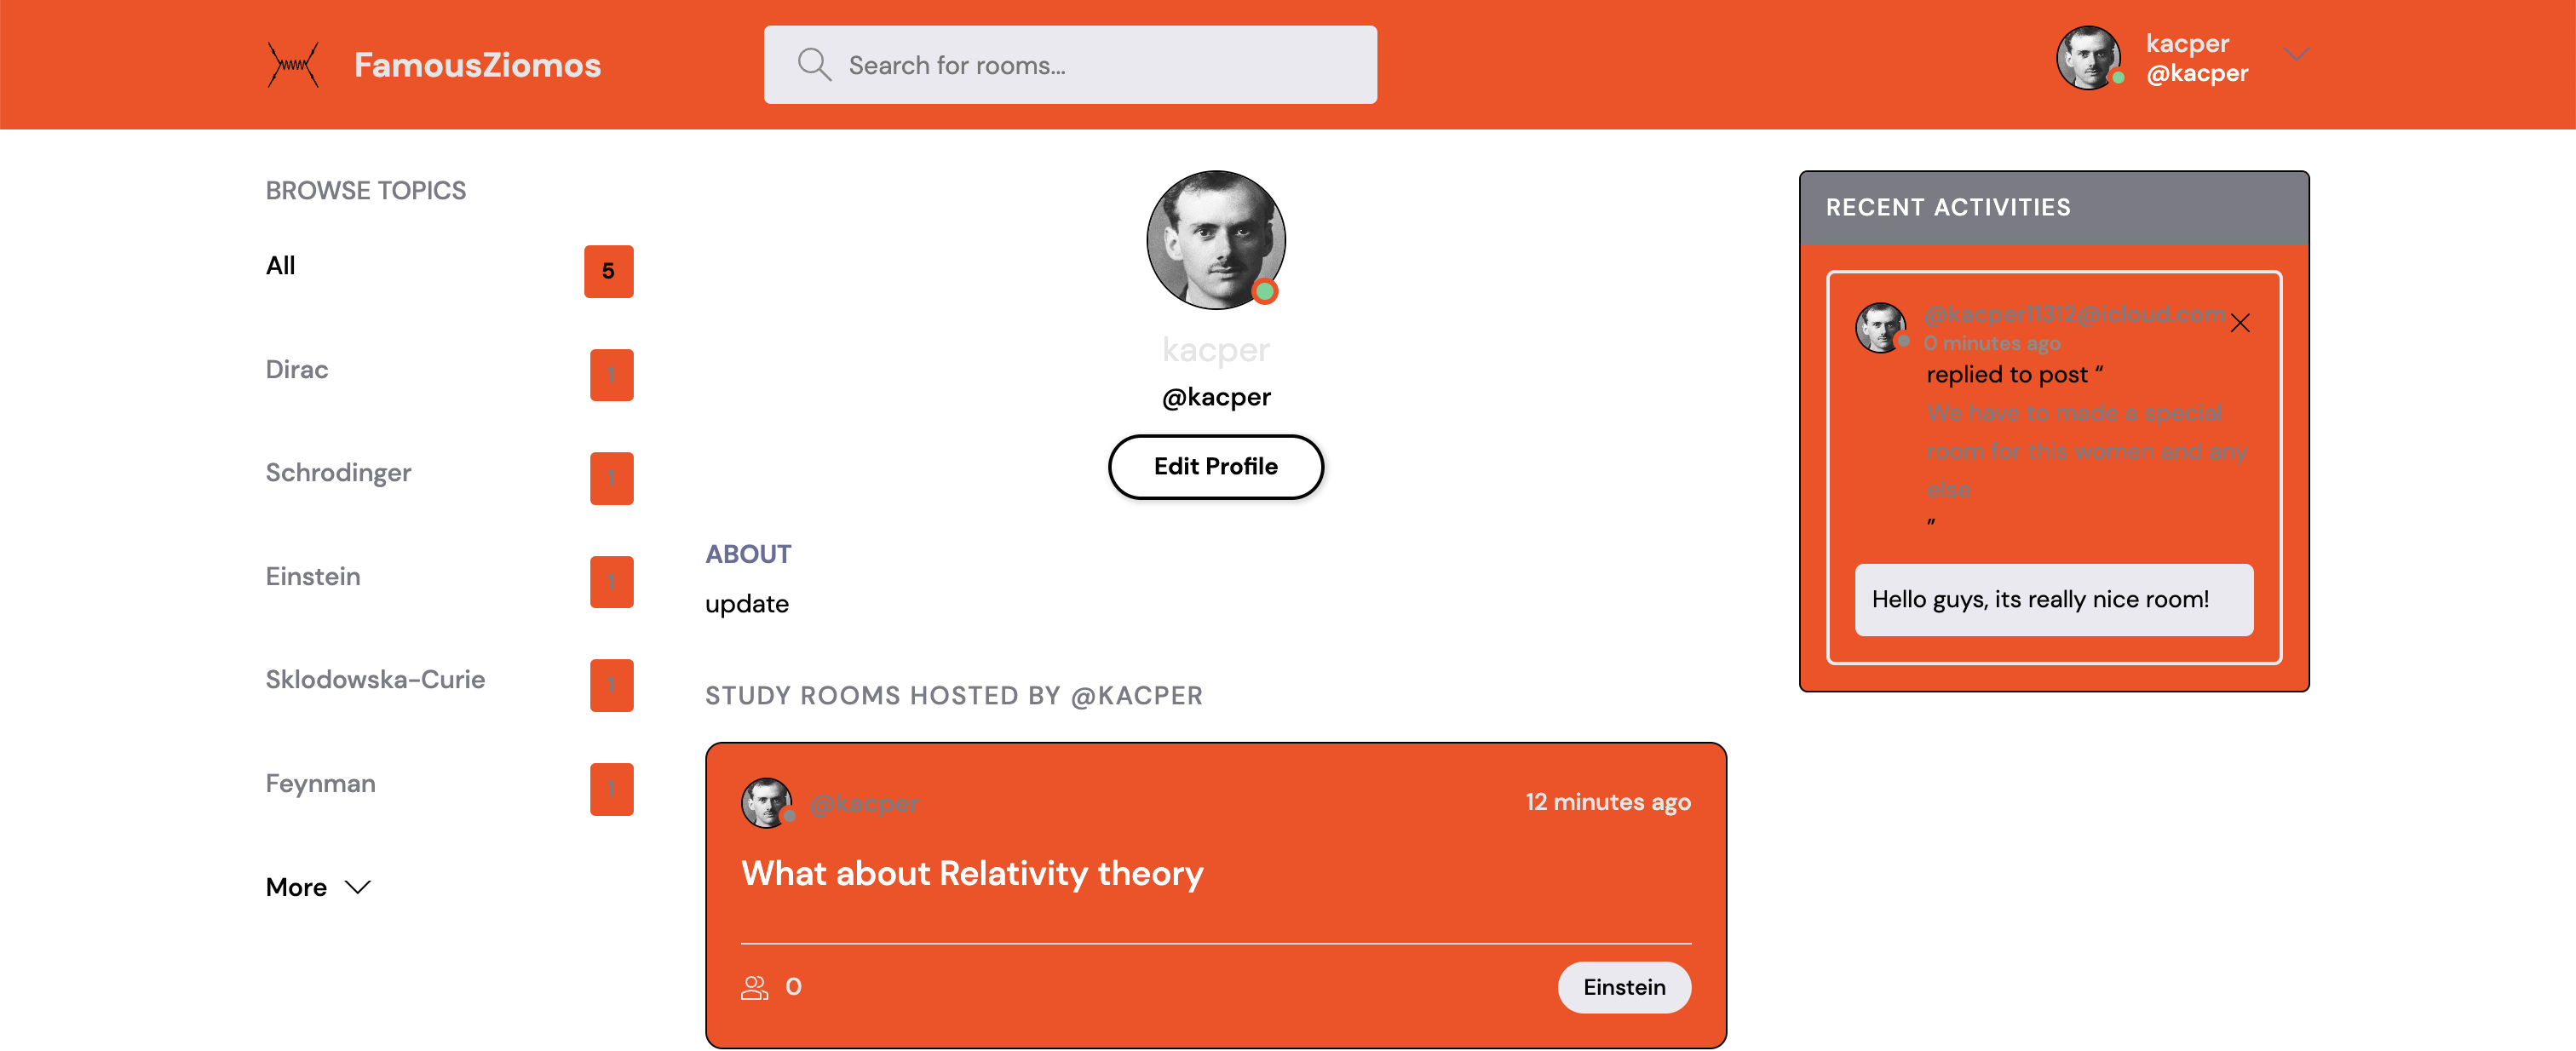 FamousZiomos
Search for rooms...
kacper
@kacper
BROWSE TOPICS
All
5
Dirac
1
Schrodinger
1
Einstein
1
Sklodowska-Curie
1
Feynman
1
More
kacper
@kacper
Edit Profile
ABOUT
update
STUDY ROOMS HOSTED BY @KACPER
@kacper
12 minutes ago
What about Relativity theory
0
Einstein
RECENT ACTIVITIES
@kacper11312@icloud.com
0 minutes ago
replied to post “
We have to made a special
room for this women and any
else
”
Hello guys, its really nice room!